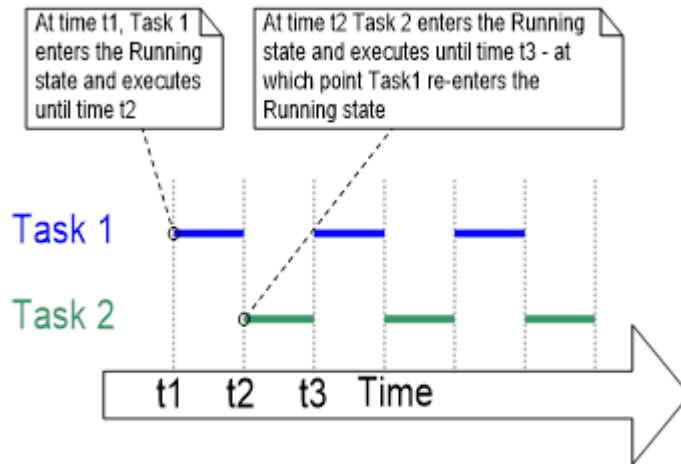 At time t1, Task 1
enters the Running
state and executes
until time t2
At time t2 Task 2 enters the Running
state and executes until time t3 - at
which point Task1 re-enters the
Running state
Task 1
Task 2
t1 t2 t3 Time